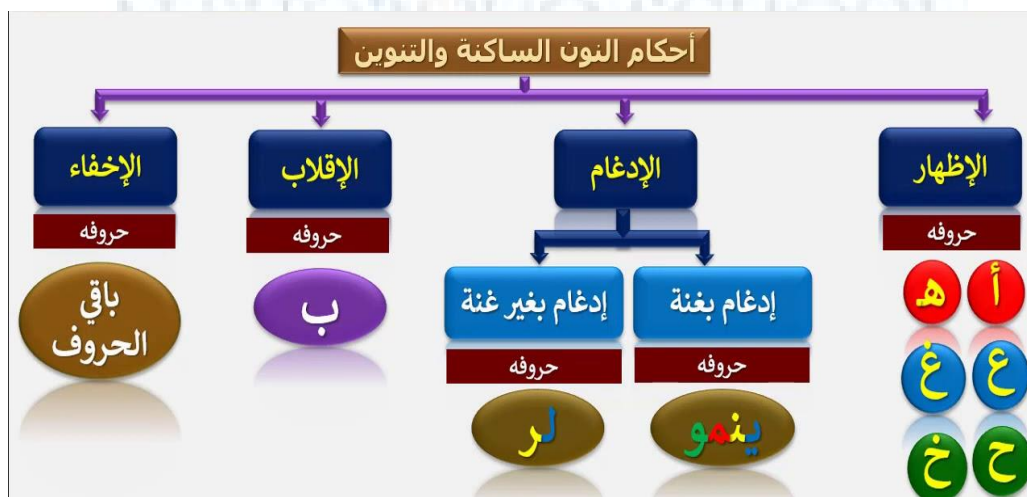 أحكام النون الساكنة والتنوين
الإظهار
حروفه
أ ه
ع غ
ح خ
الإدغام
إدغام بغنة
حروفه
ينمو
إدغام بغير غنة
حروفه
لر
الإقلاب
حروفه
ب
الإخفاء
حروفه
باقي
الحروف